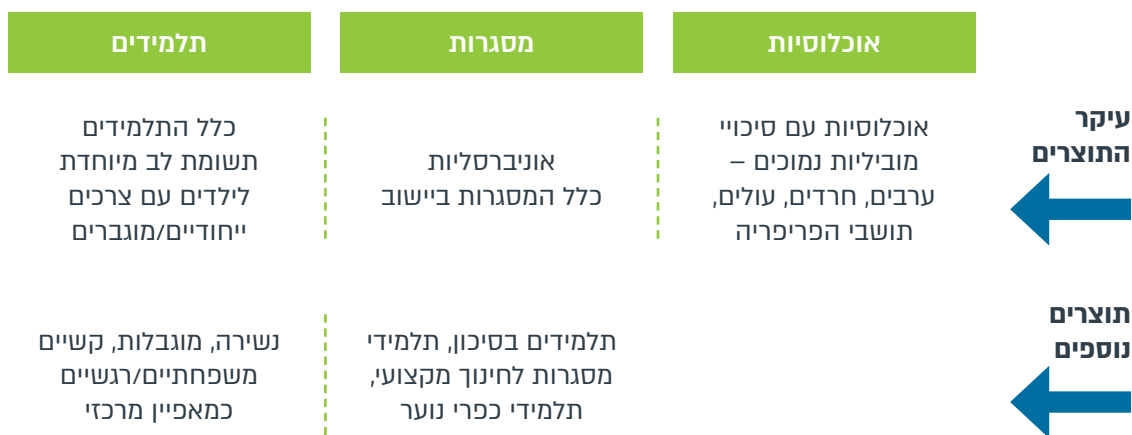 אוכלוסיות
מסגרות
תלמידים
עיקר
התוצרים
אוכלוסיות עם סיכויי
מוביליות נמוכים –
ערבים, חרדים, עולים,
תושבי הפריפריה
אוניברסליות
כלל המסגרות ביישוב
כלל התלמידים
תשומת לב מיוחדת
לילדים עם צרכים
ייחודיים/מוגברים
תוצרים
נוספים
תלמידים בסיכון, תלמידי
מסגרות לחינוך מקצועי,
תלמידי כפרי נוער
נשירה, מוגבלות, קשיים
משפחתיים/רגשיים
כמאפיין מרכזי